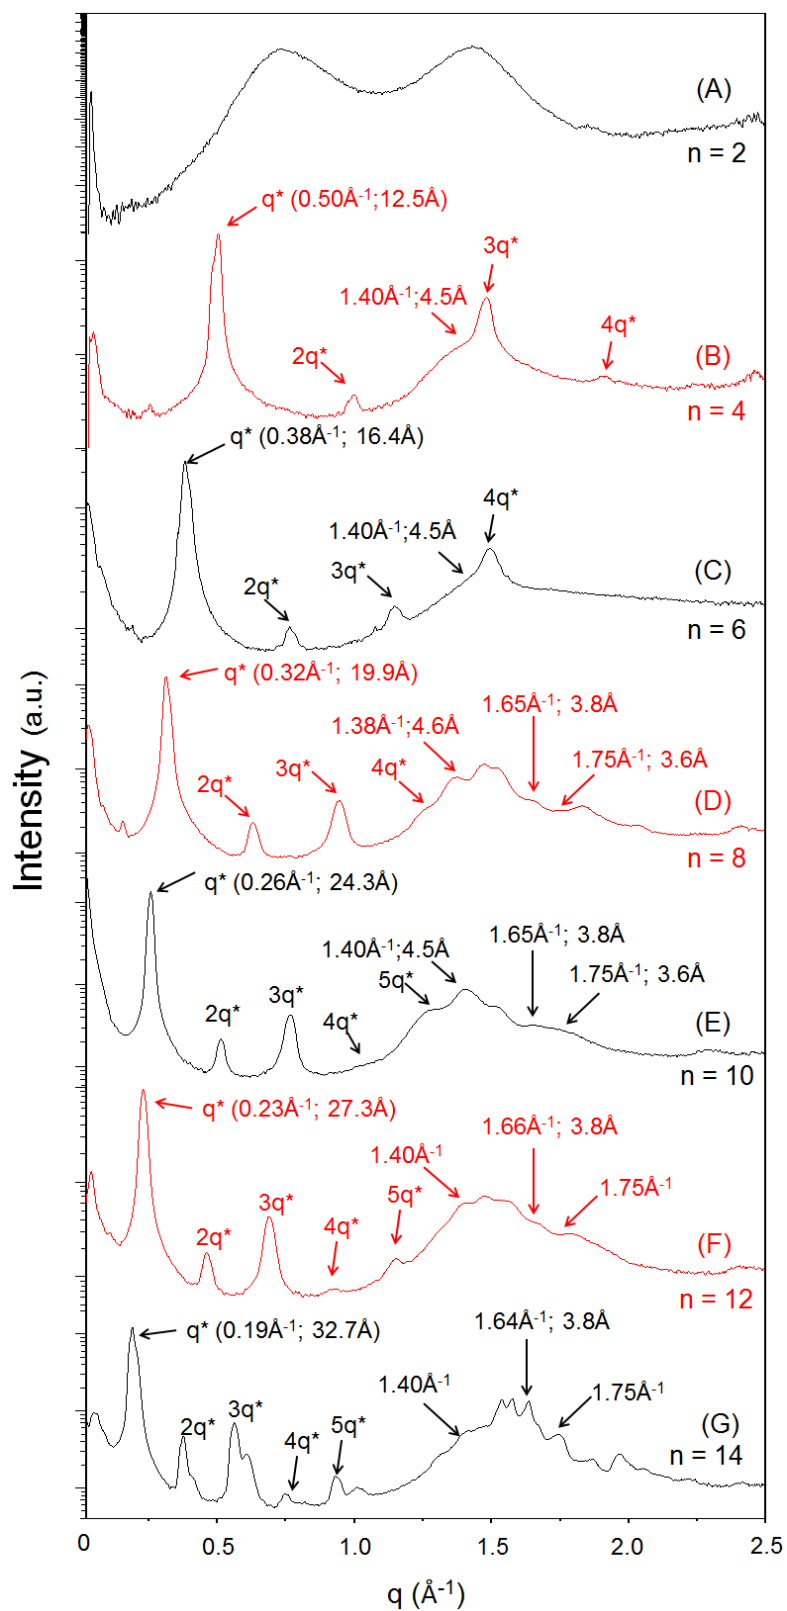 (A)
n = 2
q* (0.50Å⁻¹;12.5Å)
3q*
1.40Å⁻¹;4.5Å
4q*
2q*
(B)
n = 4
q* (0.38Å⁻¹; 16.4Å)
4q*
1.40Å⁻¹;4.5Å
3q*
2q*
(C)
n = 6
q* (0.32Å⁻¹; 19.9Å)
1.65Å⁻¹; 3.8Å
1.38Å⁻¹;4.6Å
1.75Å⁻¹; 3.6Å
3q*
4q*
2q*
(D)
n = 8
q* (0.26Å⁻¹; 24.3Å)
1.65Å⁻¹; 3.8Å
1.40Å⁻¹;4.5Å
1.75Å⁻¹; 3.6Å
5q*
3q*
2q*
4q*
(E)
n = 10
q* (0.23Å⁻¹; 27.3Å)
1.66Å⁻¹; 3.8Å
1.40Å⁻¹
1.75Å⁻¹
5q*
3q*
2q*
4q*
(F)
n = 12
q* (0.19Å⁻¹; 32.7Å)
1.64Å⁻¹; 3.8Å
1.40Å⁻¹
1.75Å⁻¹
3q*
2q*
5q*
4q*
(G)
n = 14
Intensity (a.u.)
0 0.5 1.0 1.5 2.0 2.5
q (Å⁻¹)